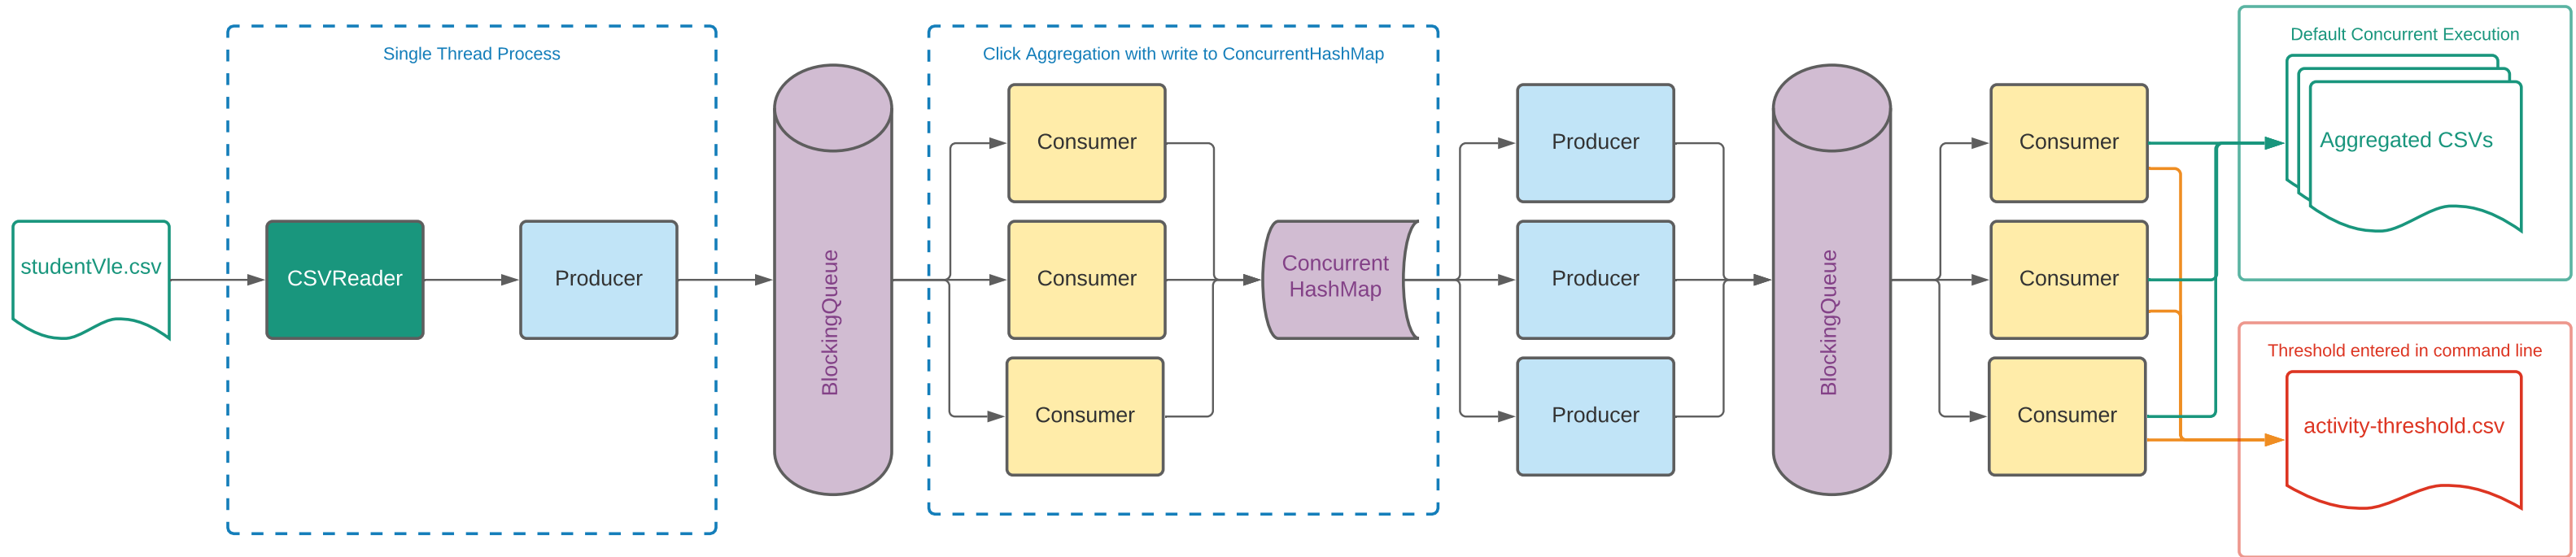 Single Thread Process
Click Aggregation with write to ConcurrentHashMap
Default Concurrent Execution
studentVle.csv
CSVReader
Producer
BlockingQueue
Consumer
Consumer
Consumer
Concurrent
HashMap
Producer
Producer
Producer
BlockingQueue
Consumer
Consumer
Consumer
Aggregated CSVs
Threshold entered in command line
activity-threshold.csv